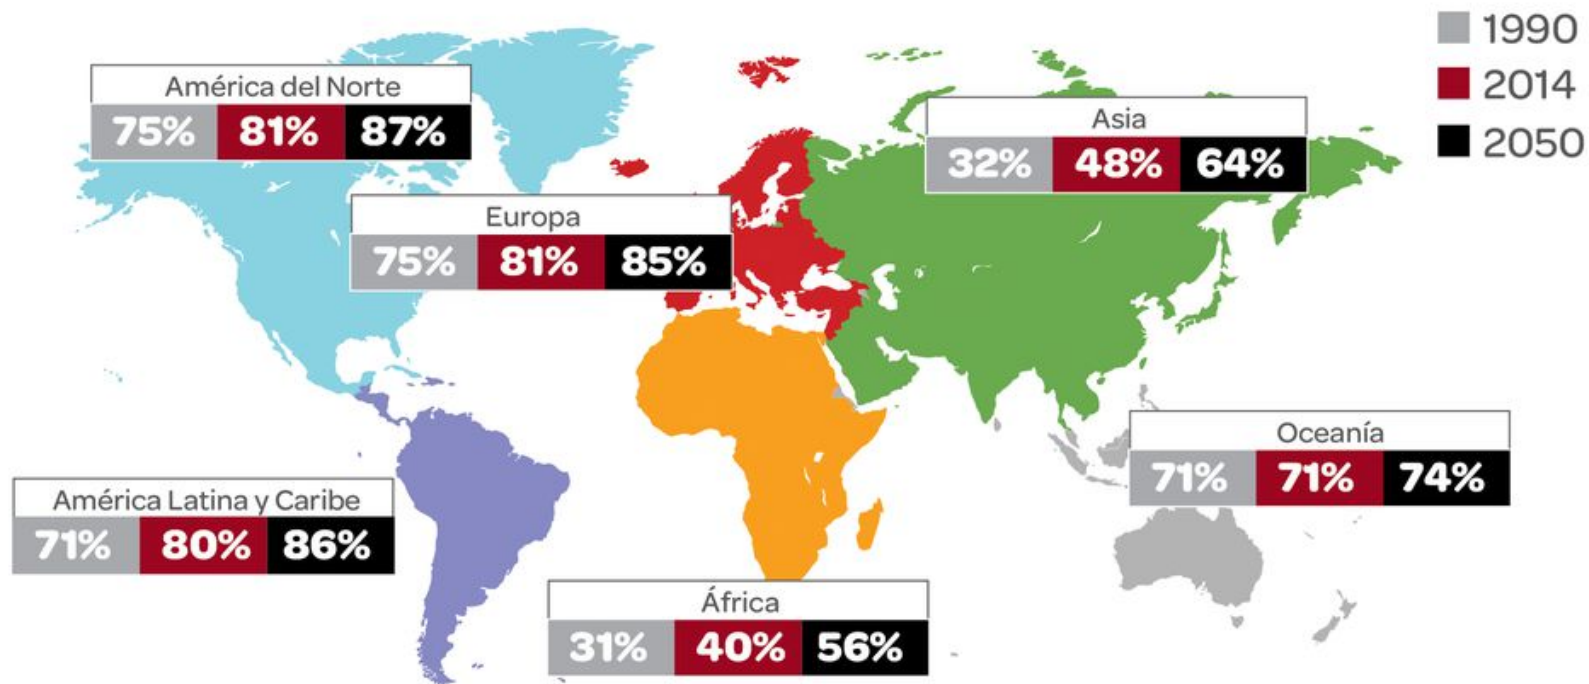 1990
2014
2050
América del Norte
75% 81% 87%
Asia
32% 48% 64%
Europa
75% 81% 85%
Oceanía
71% 71% 74%
América Latina y Caribe
71% 80% 86%
África
31% 40% 56%